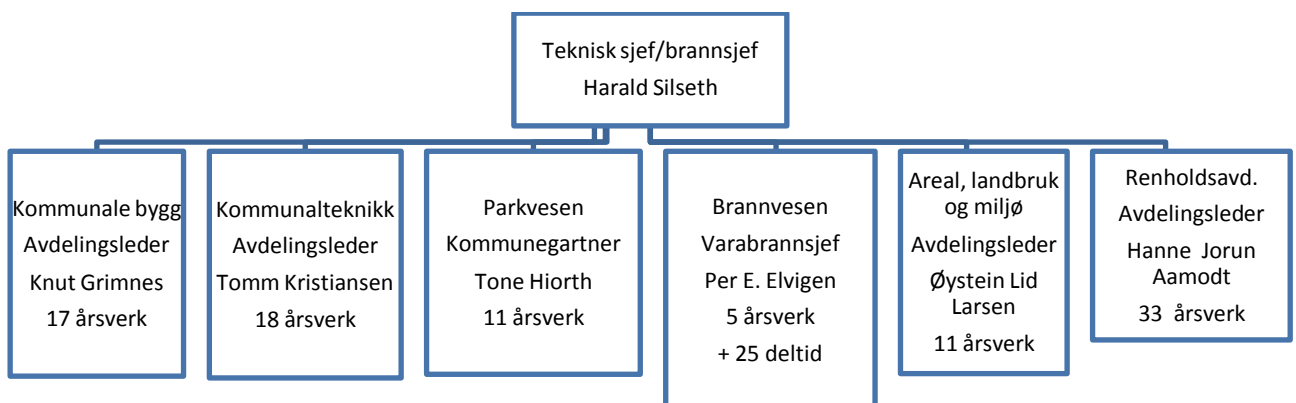 Teknisk sjef/brannsjef
Harald Silseth
Kommunale bygg
Avdelingsleder
Knut Grimnes
17 årsverk
Kommunalteknikk
Avdelingsleder
Tomm Kristiansen
18 årsverk
Parkvesen
Kommunegartner
Tone Hiorth
11 årsverk
Brannvesen
Varabrannsjef
Per E. Elvigen
5 årsverk
+ 25 deltid
Areal, landbruk
og miljø
Avdelingsleder
Øystein Lid
Larsen
11 årsverk
Renholdsavd.
Avdelingsleder
Hanne Jorun
Aamodt
33 årsverk